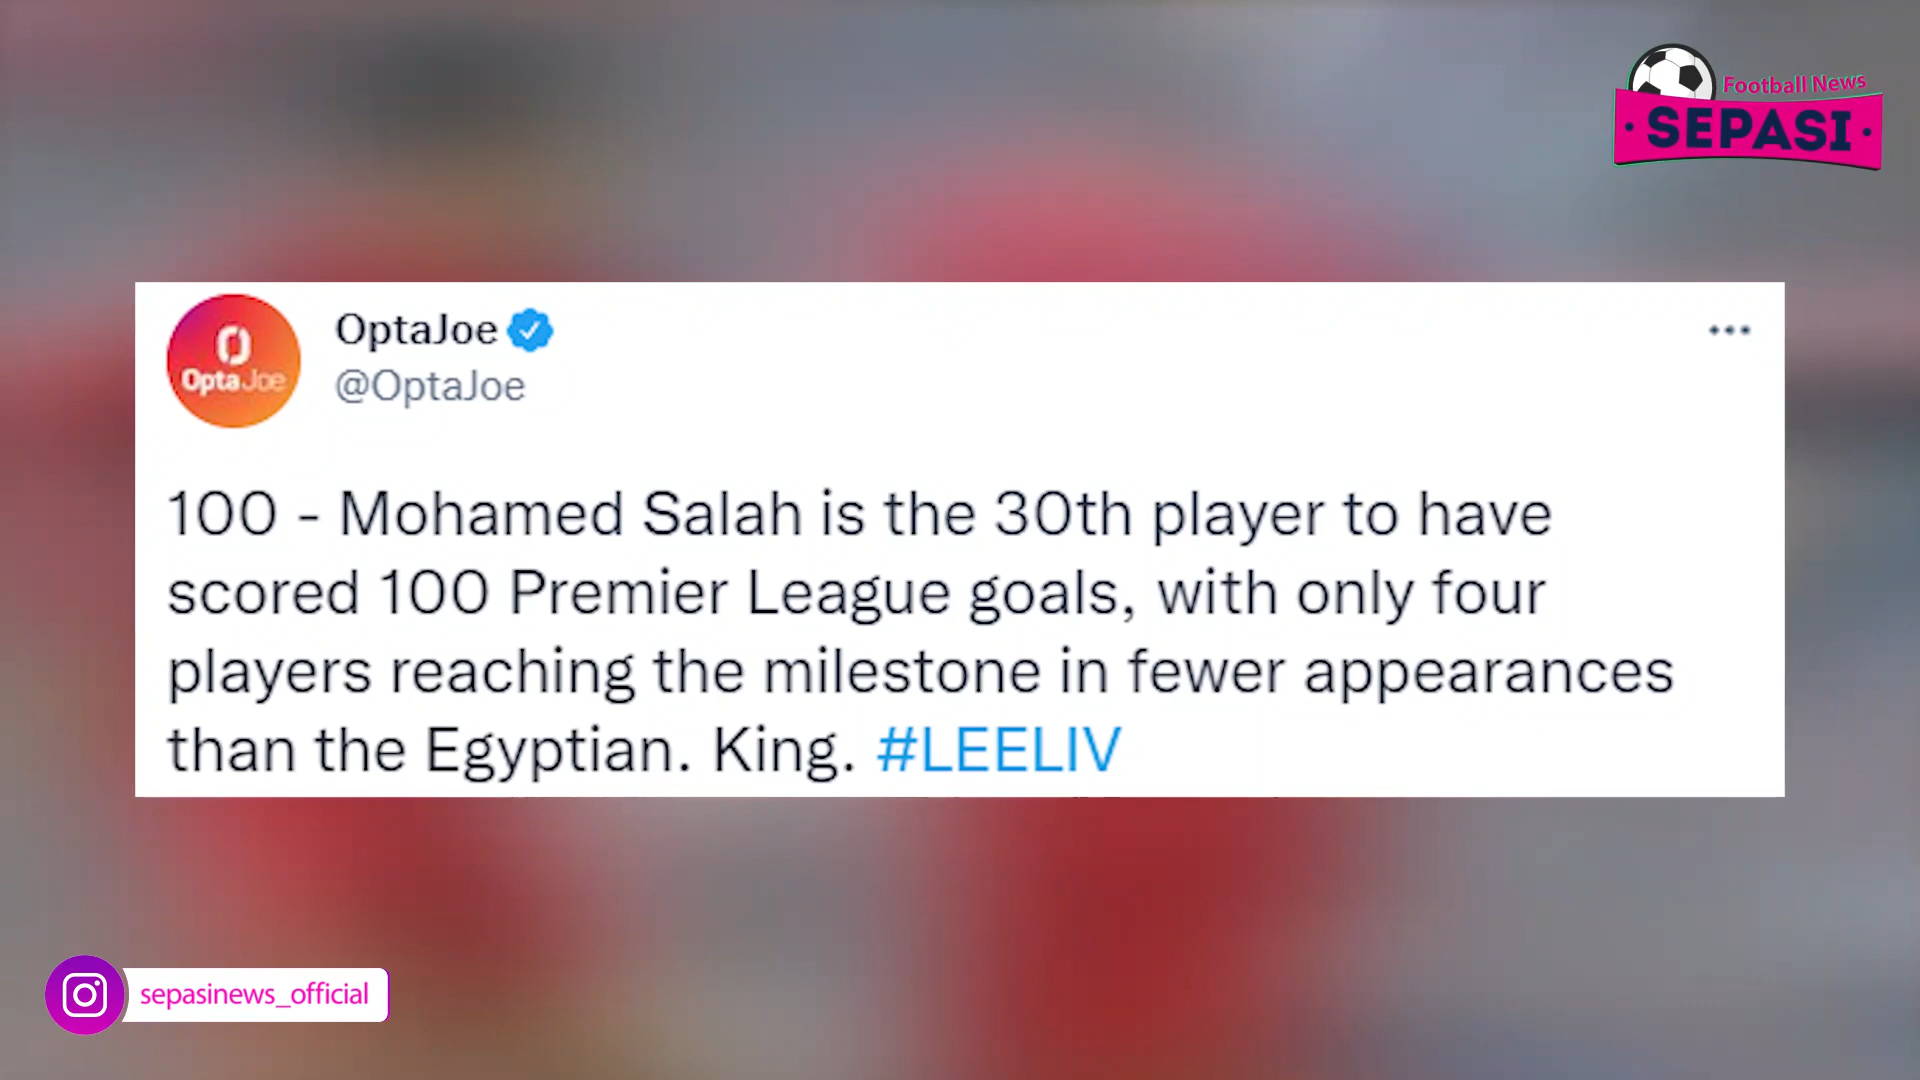 Football News
SEPASI
OptaJoe
@OptaJoe
Opta Joe
100 - Mohamed Salah is the 30th player to have
scored 100 Premier League goals, with only four
players reaching the milestone in fewer appearances
than the Egyptian. King. #LEELIV
sepasinews_official